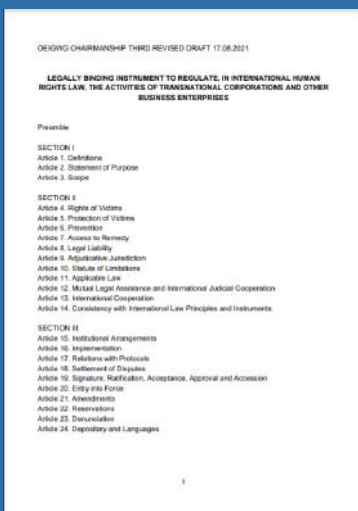 OEIGWG CHAIRMANSHIP THIRD REVISED DRAFT 17.08.2021
LEGALLY BINDING INSTRUMENT TO REGULATE, IN INTERNATIONAL HUMAN
RIGHTS LAW, THE ACTIVITIES OF TRANSNATIONAL CORPORATIONS AND OTHER
BUSINESS ENTERPRISES
Preamble
SECTION I
Article 1. Definitions
Article 2. Statement of Purpose
Article 3. Scope
SECTION II
Article 4. Rights of Victims
Article 5. Protection of Victims
Article 6. Prevention
Article 7. Access to Remedy
Article 8. Legal Liability
Article 9. Adjudicative Jurisdiction
Article 10. Statute of Limitations
Article 11. Applicable Law
Article 12. Mutual Legal Assistance and International Judicial Cooperation
Article 13. International Cooperation
Article 14. Consistency with International Law Principles and Instruments
SECTION III
Article 15. Institutional Arrangements
Article 16. Implementation
Article 17. Relations with Protocols
Article 18. Settlement of Disputes
Article 19. Signature, Ratification, Acceptance, Approval and Accession
Article 20. Entry into Force
Article 21. Amendments
Article 22. Reservations
Article 23. Denunciation
Article 24. Depositary and Languages
1